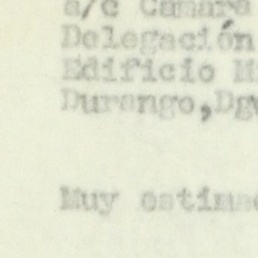 a/c Camara
Delegación
Edificio
Durango,Dgo
Muy estima